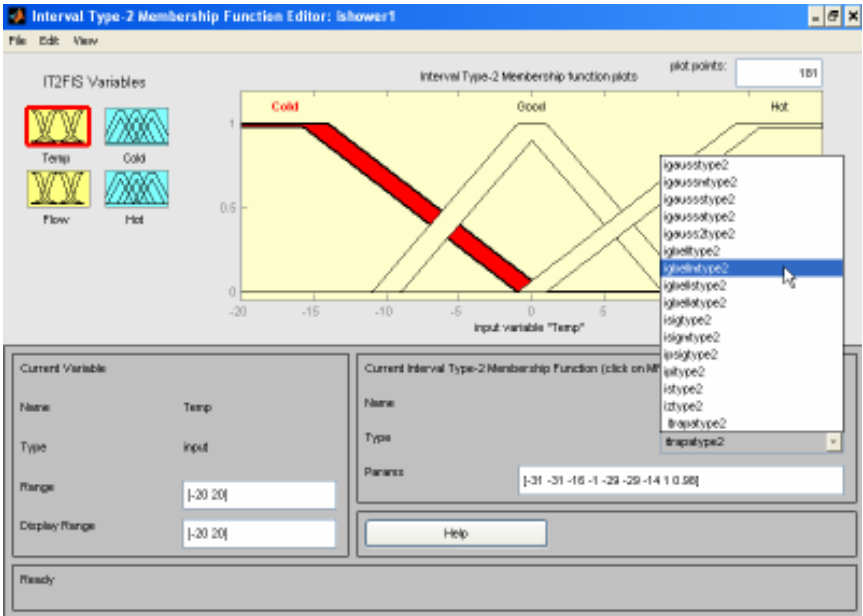 Interval Type-2 Membership Function Editor: ishower1
File Edit View
IT2FIS Variables
Interval Type-2 Membership function plots
plot points:
181
Temp
Cold
Flow
Hot
Cold
Good
Hot
1
0.5
0
-20
-15
-10
-5
0
5
input variable "Temp"
igausstype2
igaussmtype2
igaussstype2
igaussatype2
igauss2type2
igbelltype2
igbellmtype2
igbellstype2
igbellatype2
isigtype2
isigmtype2
ipsigtype2
ipitype2
istype2
iztype2
itrapatype2
itrapatype2
Current Variable
Name Temp
Type input
Range [-20 20]
Display Range [-20 20]
Current Interval Type-2 Membership Function (click on MF
Name
Type
Params [-31 -31 -16 -1 -29 -29 -14 1 0.98]
Help
Ready